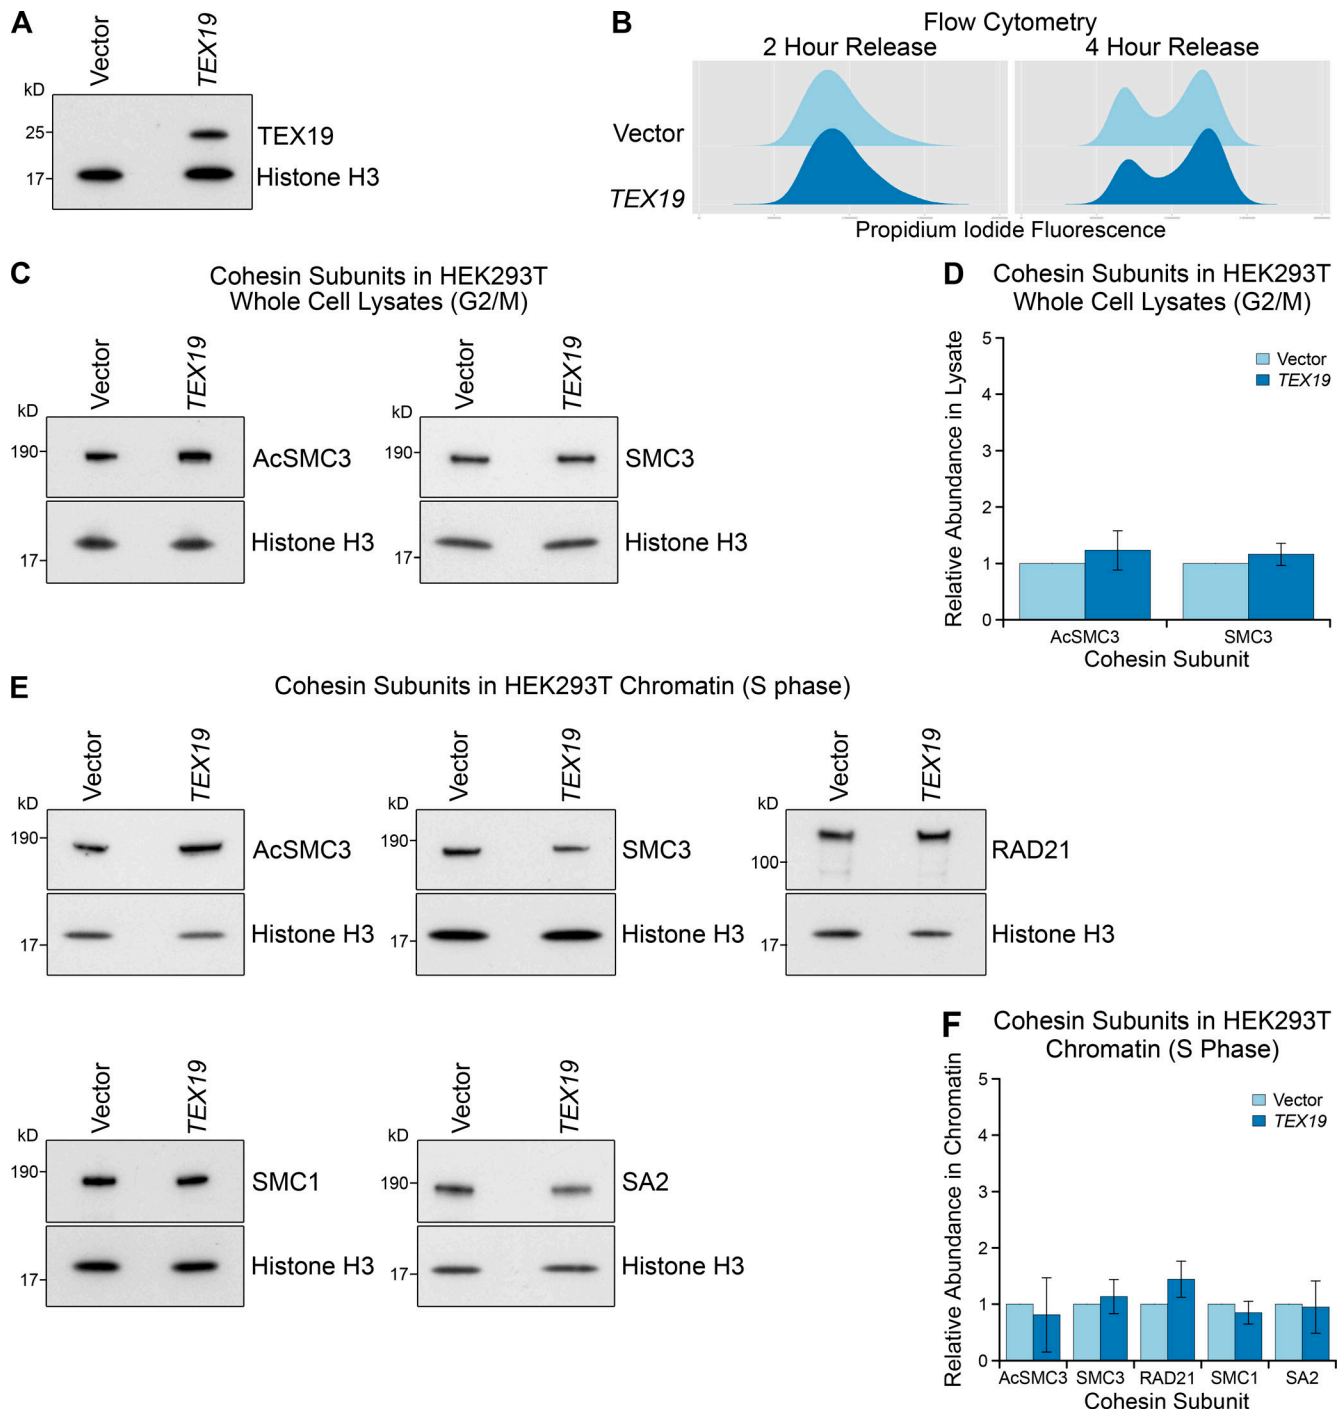 A
Vector
TEX19
kD
25
TEX19
17
Histone H3
B
Flow Cytometry
2 Hour Release
4 Hour Release
Vector
TEX19
Propidium Iodide Fluorescence
C
Cohesin Subunits in HEK293T
Whole Cell Lysates (G2/M)
Vector
TEX19
kD
190
AcSMC3
17
Histone H3
Vector
TEX19
kD
190
SMC3
17
Histone H3
D
Cohesin Subunits in HEK293T
Whole Cell Lysates (G2/M)
Relative Abundance in Lysate
5
4
3
2
1
0
Vector
TEX19
AcSMC3
SMC3
Cohesin Subunit
E
Cohesin Subunits in HEK293T Chromatin (S phase)
Vector
TEX19
kD
190
AcSMC3
17
Histone H3
Vector
TEX19
kD
190
SMC3
17
Histone H3
Vector
TEX19
kD
100
RAD21
17
Histone H3
Vector
TEX19
kD
190
SMC1
17
Histone H3
Vector
TEX19
kD
190
SA2
17
Histone H3
F
Cohesin Subunits in HEK293T
Chromatin (S Phase)
Relative Abundance in Chromatin
5
4
3
2
1
0
Vector
TEX19
AcSMC3
SMC3
RAD21
SMC1
SA2
Cohesin Subunit